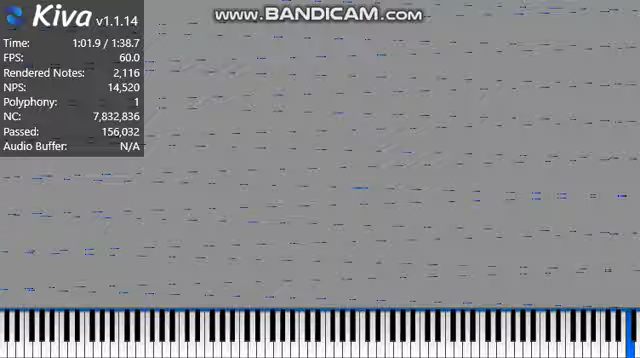 Kiva v1.1.14
www.BANDICAM.com
Time: 1:01.9 / 1:38.7
FPS: 60.0
Rendered Notes: 2,116
NPS: 14,520
Polyphony: 1
NC: 7,832,836
Passed: 156,032
Audio Buffer: N/A